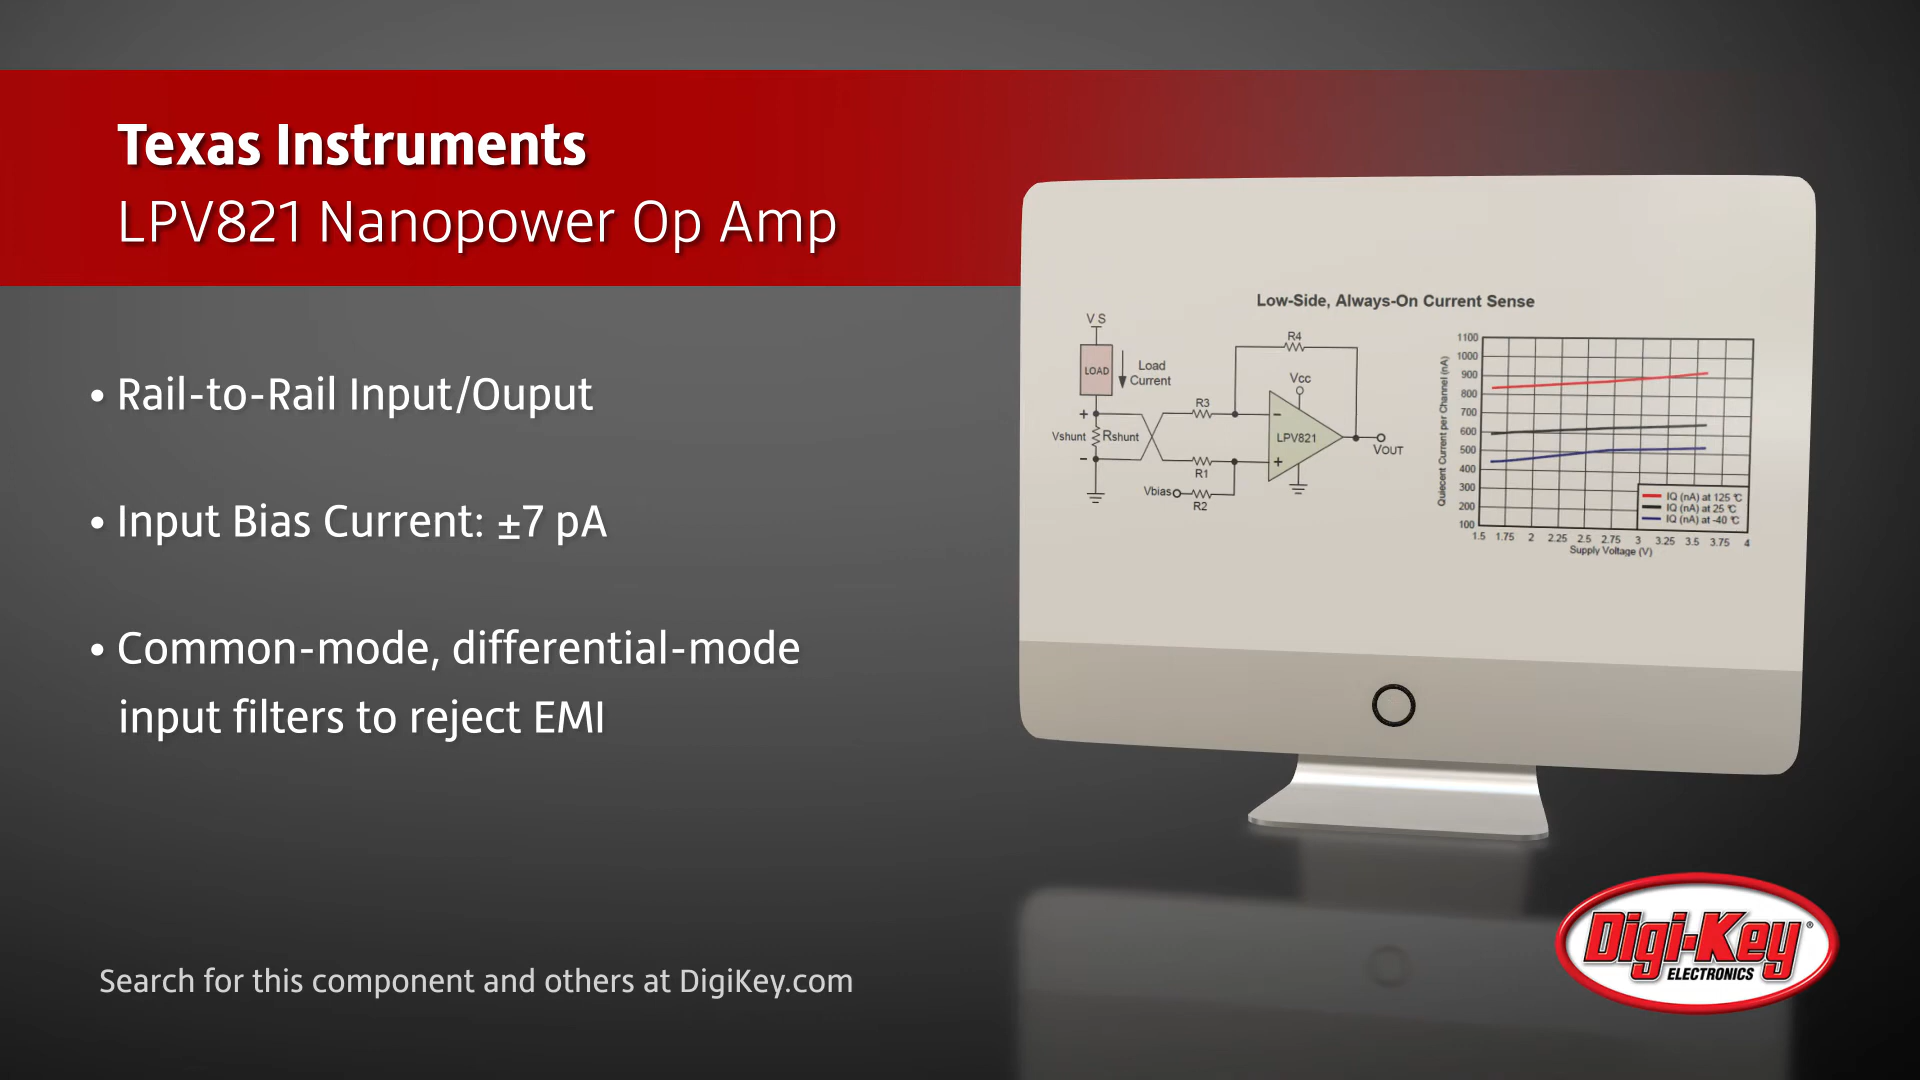 Texas Instruments
LPV821 Nanopower Op Amp
• Rail-to-Rail Input/Ouput
• Input Bias Current: ±7 pA
• Common-mode, differential-mode
input filters to reject EMI
Low-Side, Always-On Current Sense
V S
LOAD
Load
Current
+
Vshunt
Rshunt
-
R3
R4
Vcc
-
LPV821
+
VOUT
R1
Vbias
R2
Quiecent Current per Channel (nA)
1100
1000
900
800
700
600
500
400
300
200
100
IQ (nA) at 125 °C
IQ (nA) at 25 °C
IQ (nA) at -40 °C
1.5 1.75 2 2.25 2.5 2.75 3 3.25 3.5 3.75 4
Supply Voltage (V)
Digi-Key®
ELECTRONICS
Search for this component and others at DigiKey.com